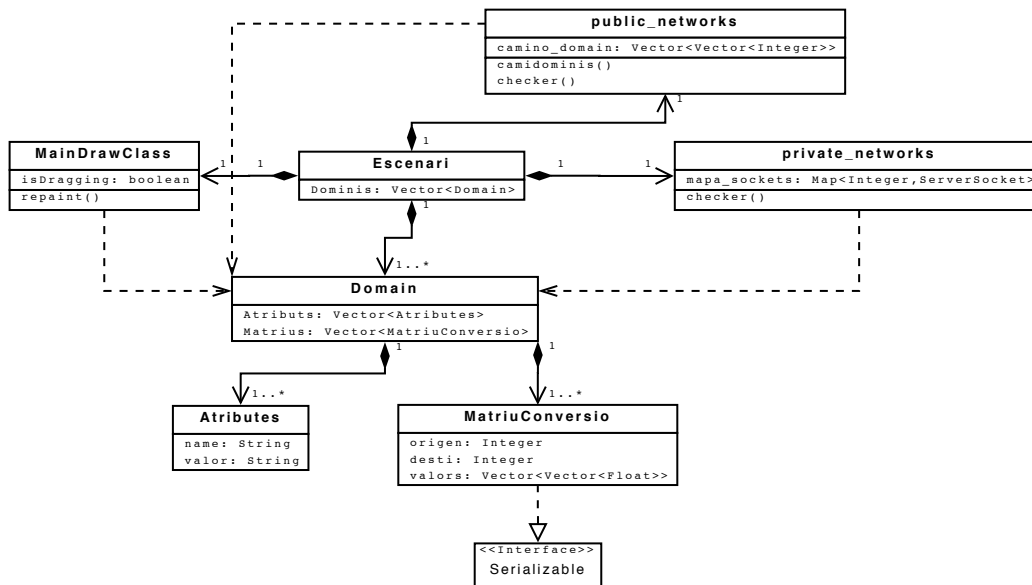 public_networks
camino_domain: Vector<Vector<Integer>>
camidominis()
checker()
1
1
MainDrawClass
isDragging: boolean
repaint()
1
1
Escenari
Dominis: Vector<Domain>
1
1
private_networks
mapa_sockets: Map<Integer,ServerSocket>
checker()
1
1..*
Domain
Atributs: Vector<Atributes>
Matrius: Vector<MatriuConversio>
1
1
1..*
1..*
Atributes
name: String
valor: String
MatriuConversio
origen: Integer
desti: Integer
valors: Vector<Vector<Float>>
<<Interface>>
Serializable